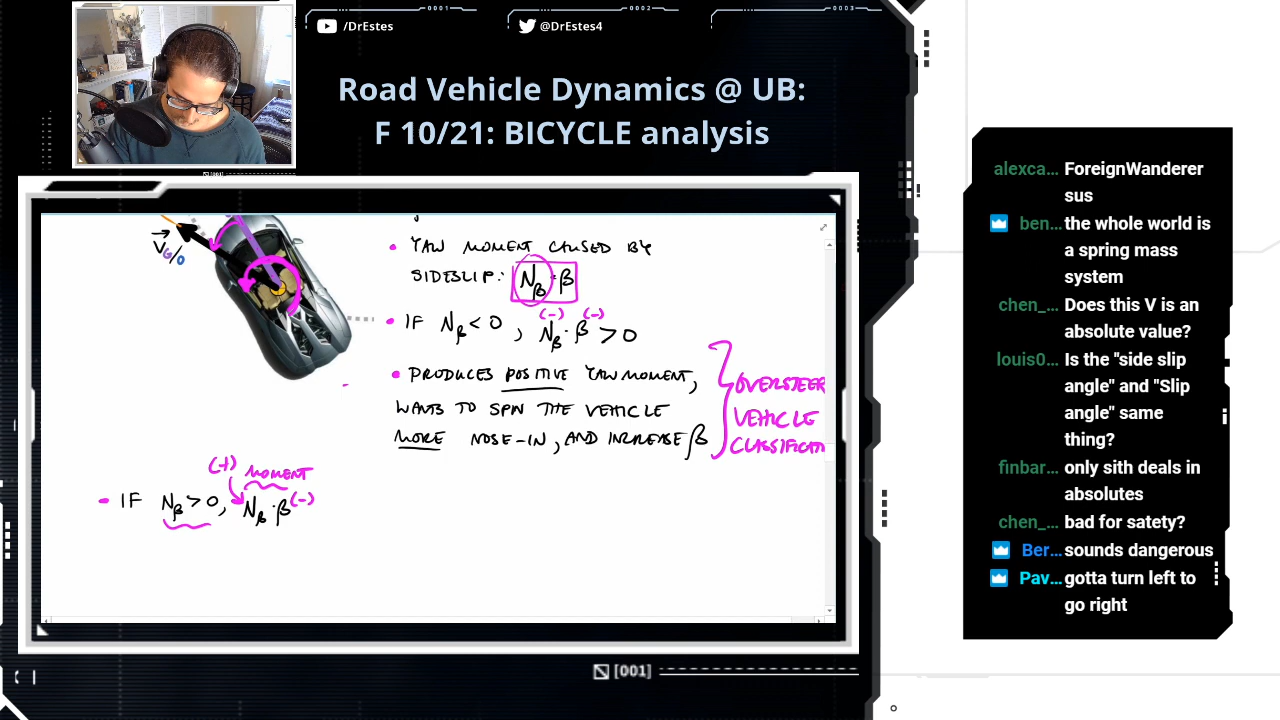 0001
0002
0003
/DrEstes
@DrEstes4
Road Vehicle Dynamics @ UB:
F 10/21: BICYCLE analysis
[001]
V G/O
• YAW MOMENT CAUSED BY
SIDESLIP: Nβ·β
• IF Nβ<0, (-) Nβ·β (-) >0
• PRODUCES POSITIVE YAW MOMENT,
WANTS TO SPIN THE VEHICLE
MORE NOSE-IN, AND INCREASE β
OVERSTEER
VEHICLE
CLASSIFICATI
(+) MOMENT
• IF Nβ>0, Nβ·β(-)
[001]
alexca... ForeignWanderer
sus
ben... the whole world is
a spring mass
system
chen_... Does this V is an
absolute value?
louis0... Is the "side slip
angle" and "Slip
angle" same
thing?
finbar... only sith deals in
absolutes
chen_... bad for satety?
Ber... sounds dangerous
Pav... gotta turn left to
go right